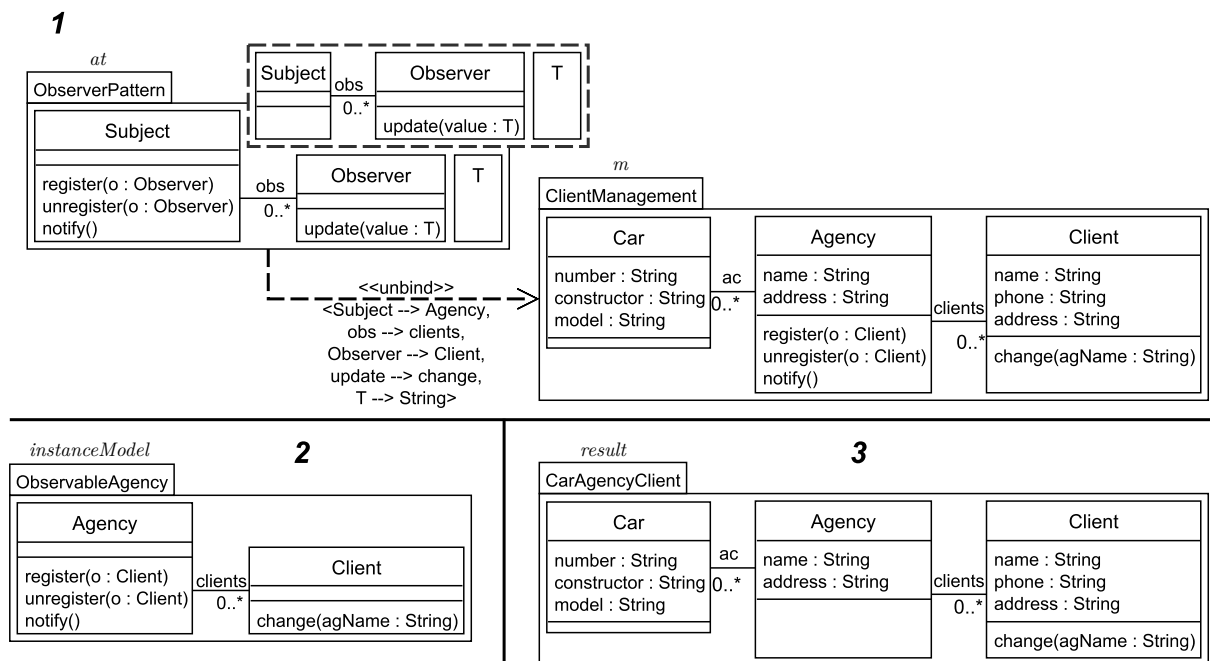 1
at
ObserverPattern
Subject
obs
0..*
Observer
update(value : T)
T
Subject
register(o : Observer)
unregister(o : Observer)
notify()
obs
0..*
Observer
update(value : T)
T
<<unbind>>
<Subject --> Agency,
obs --> clients,
Observer --> Client,
update --> change,
T --> String>
m
ClientManagement
Car
number : String
constructor : String
model : String
ac
0..*
Agency
name : String
address : String
register(o : Client)
unregister(o : Client)
notify()
clients
0..*
Client
name : String
phone : String
address : String
change(agName : String)
instanceModel
2
ObservableAgency
Agency
register(o : Client)
unregister(o : Client)
notify()
clients
0..*
Client
change(agName : String)
result
3
CarAgencyClient
Car
number : String
constructor : String
model : String
ac
0..*
Agency
name : String
address : String
clients
0..*
Client
name : String
phone : String
address : String
change(agName : String)